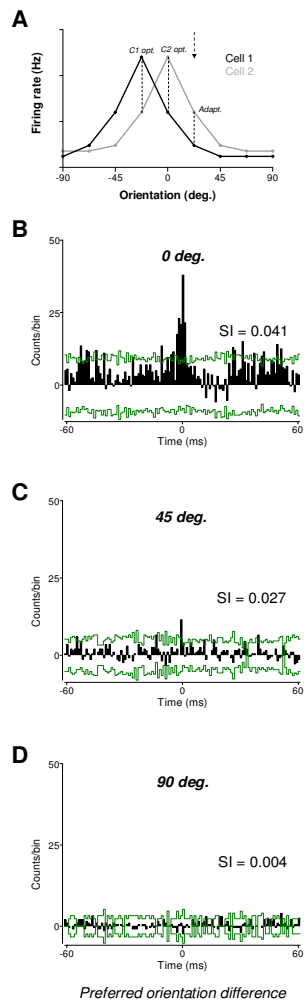 A
C1 opt. C2 opt.
Cell 1
Cell 2
Adapt.
Firing rate (Hz)
-90 -45 0 45 90
Orientation (deg.)
B
50
0 deg.
25
SI = 0.041
Counts/bin
0
-60 0 60
Time (ms)
C
50
45 deg.
25
SI = 0.027
Counts/bin
0
-60 0 60
Time (ms)
D
50
90 deg.
25
SI = 0.004
Counts/bin
0
-60 0 60
Time (ms)
Preferred orientation difference